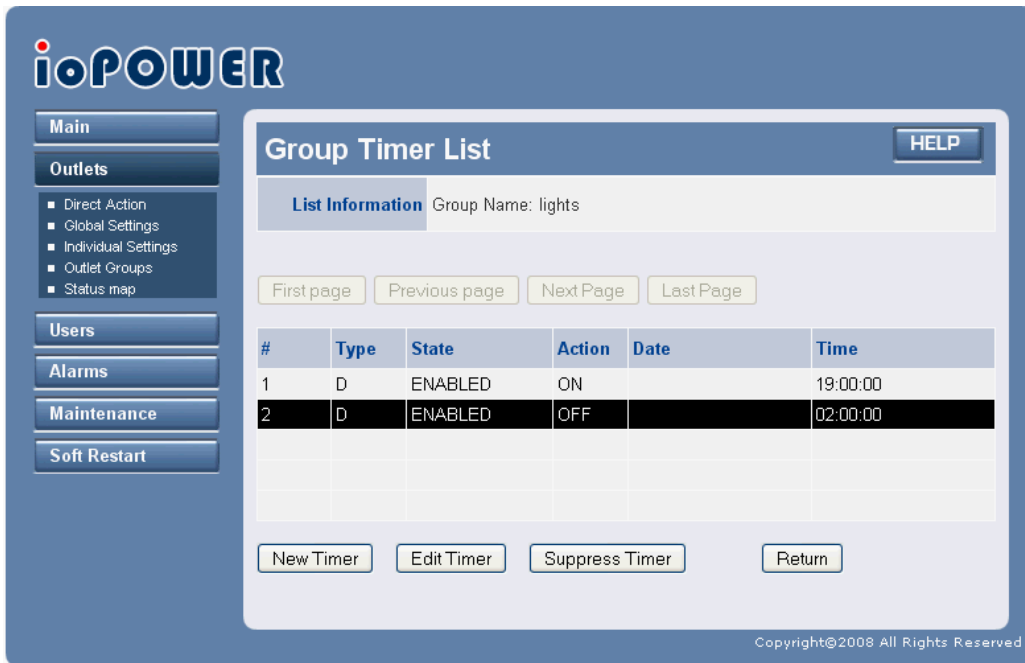 ioPOWER
Main
Outlets
Direct Action
Global Settings
Individual Settings
Outlet Groups
Status map
Users
Alarms
Maintenance
Soft Restart
Group Timer List
HELP
List Information Group Name: lights
First page Previous page Next Page Last Page
# Type State Action Date Time
1 D ENABLED ON 19:00:00
2 D ENABLED OFF 02:00:00
New Timer Edit Timer Suppress Timer Return
Copyright©2008 All Rights Reserved